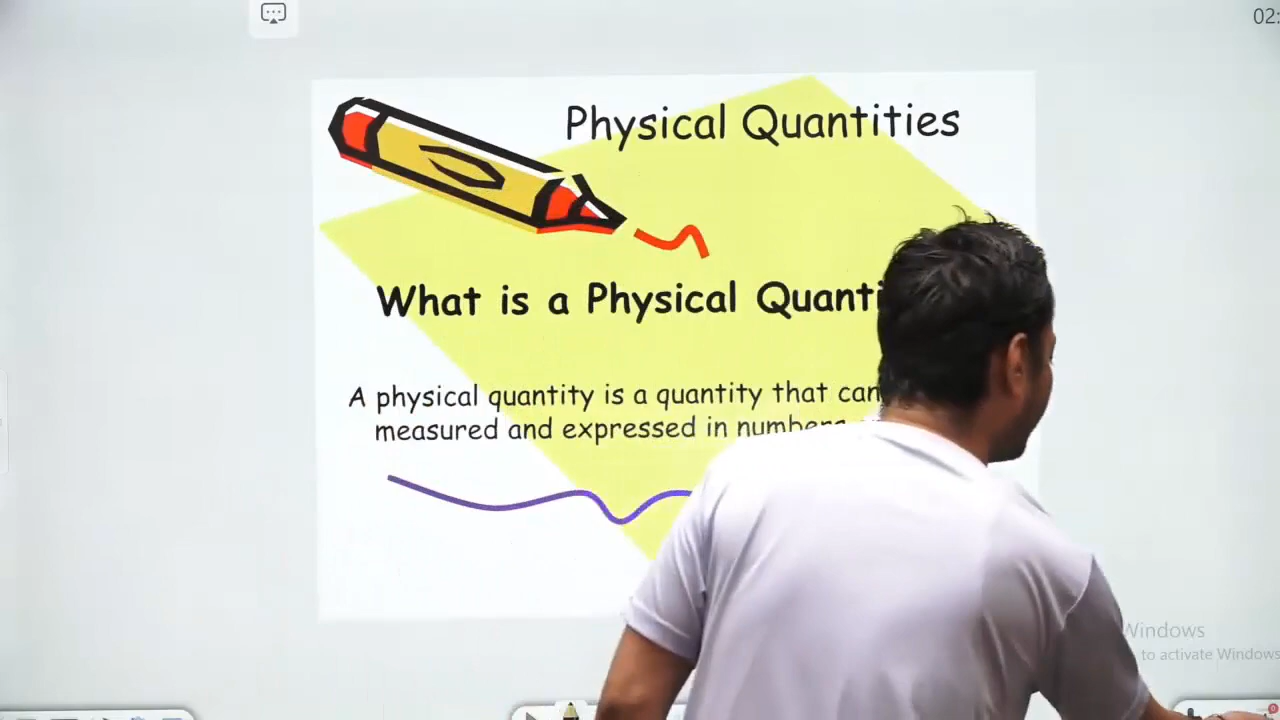 02:
Physical Quantities
What is a Physical Quanti
A physical quantity is a quantity that can
measured and expressed in numbers
Windows
to activate Windows